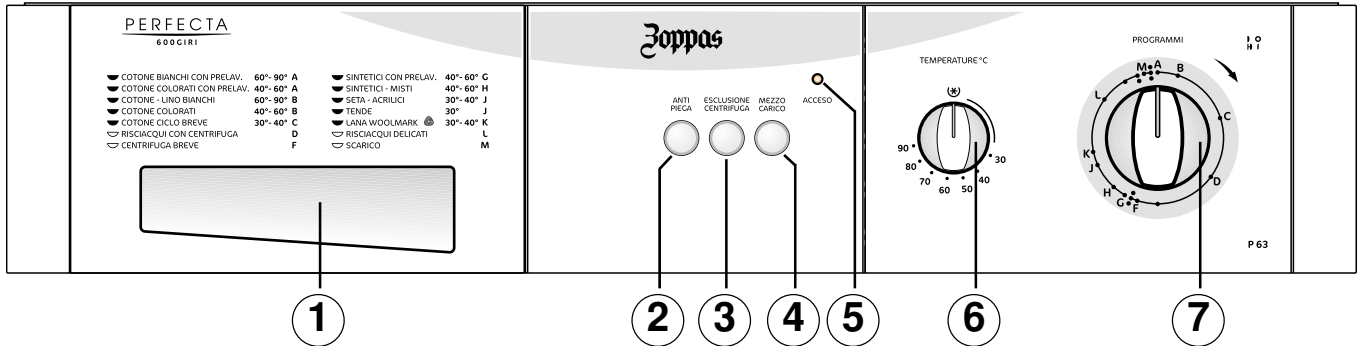 PERFECTA
600GIRI
COTONE BIANCHI CON PRELAV. 60°- 90° A
COTONE COLORATI CON PRELAV. 40°- 60° A
COTONE - LINO BIANCHI 60°- 90° B
COTONE COLORATI 40°- 60° B
COTONE CICLO BREVE 30°- 40° C
RISCIACQUI CON CENTRIFUGA D
CENTRIFUGA BREVE F
SINTETICI CON PRELAV. 40°- 60° G
SINTETICI - MISTI 40°- 60° H
SETA - ACRILICI 30°- 40° J
TENDE 30° J
LANA WOOLMARK 30°- 40° K
RISCIACQUI DELICATI L
SCARICO M
Zoppas
ANTI
PIEGA
ESCLUSIONE
CENTRIFUGA
MEZZO
CARICO
ACCESO
TEMPERATURE °C
90
80
70
60
50
40
30
PROGRAMMI
M A B
L
C
K
J
D
H
G F
P 63
1 2 3 4 5 6 7